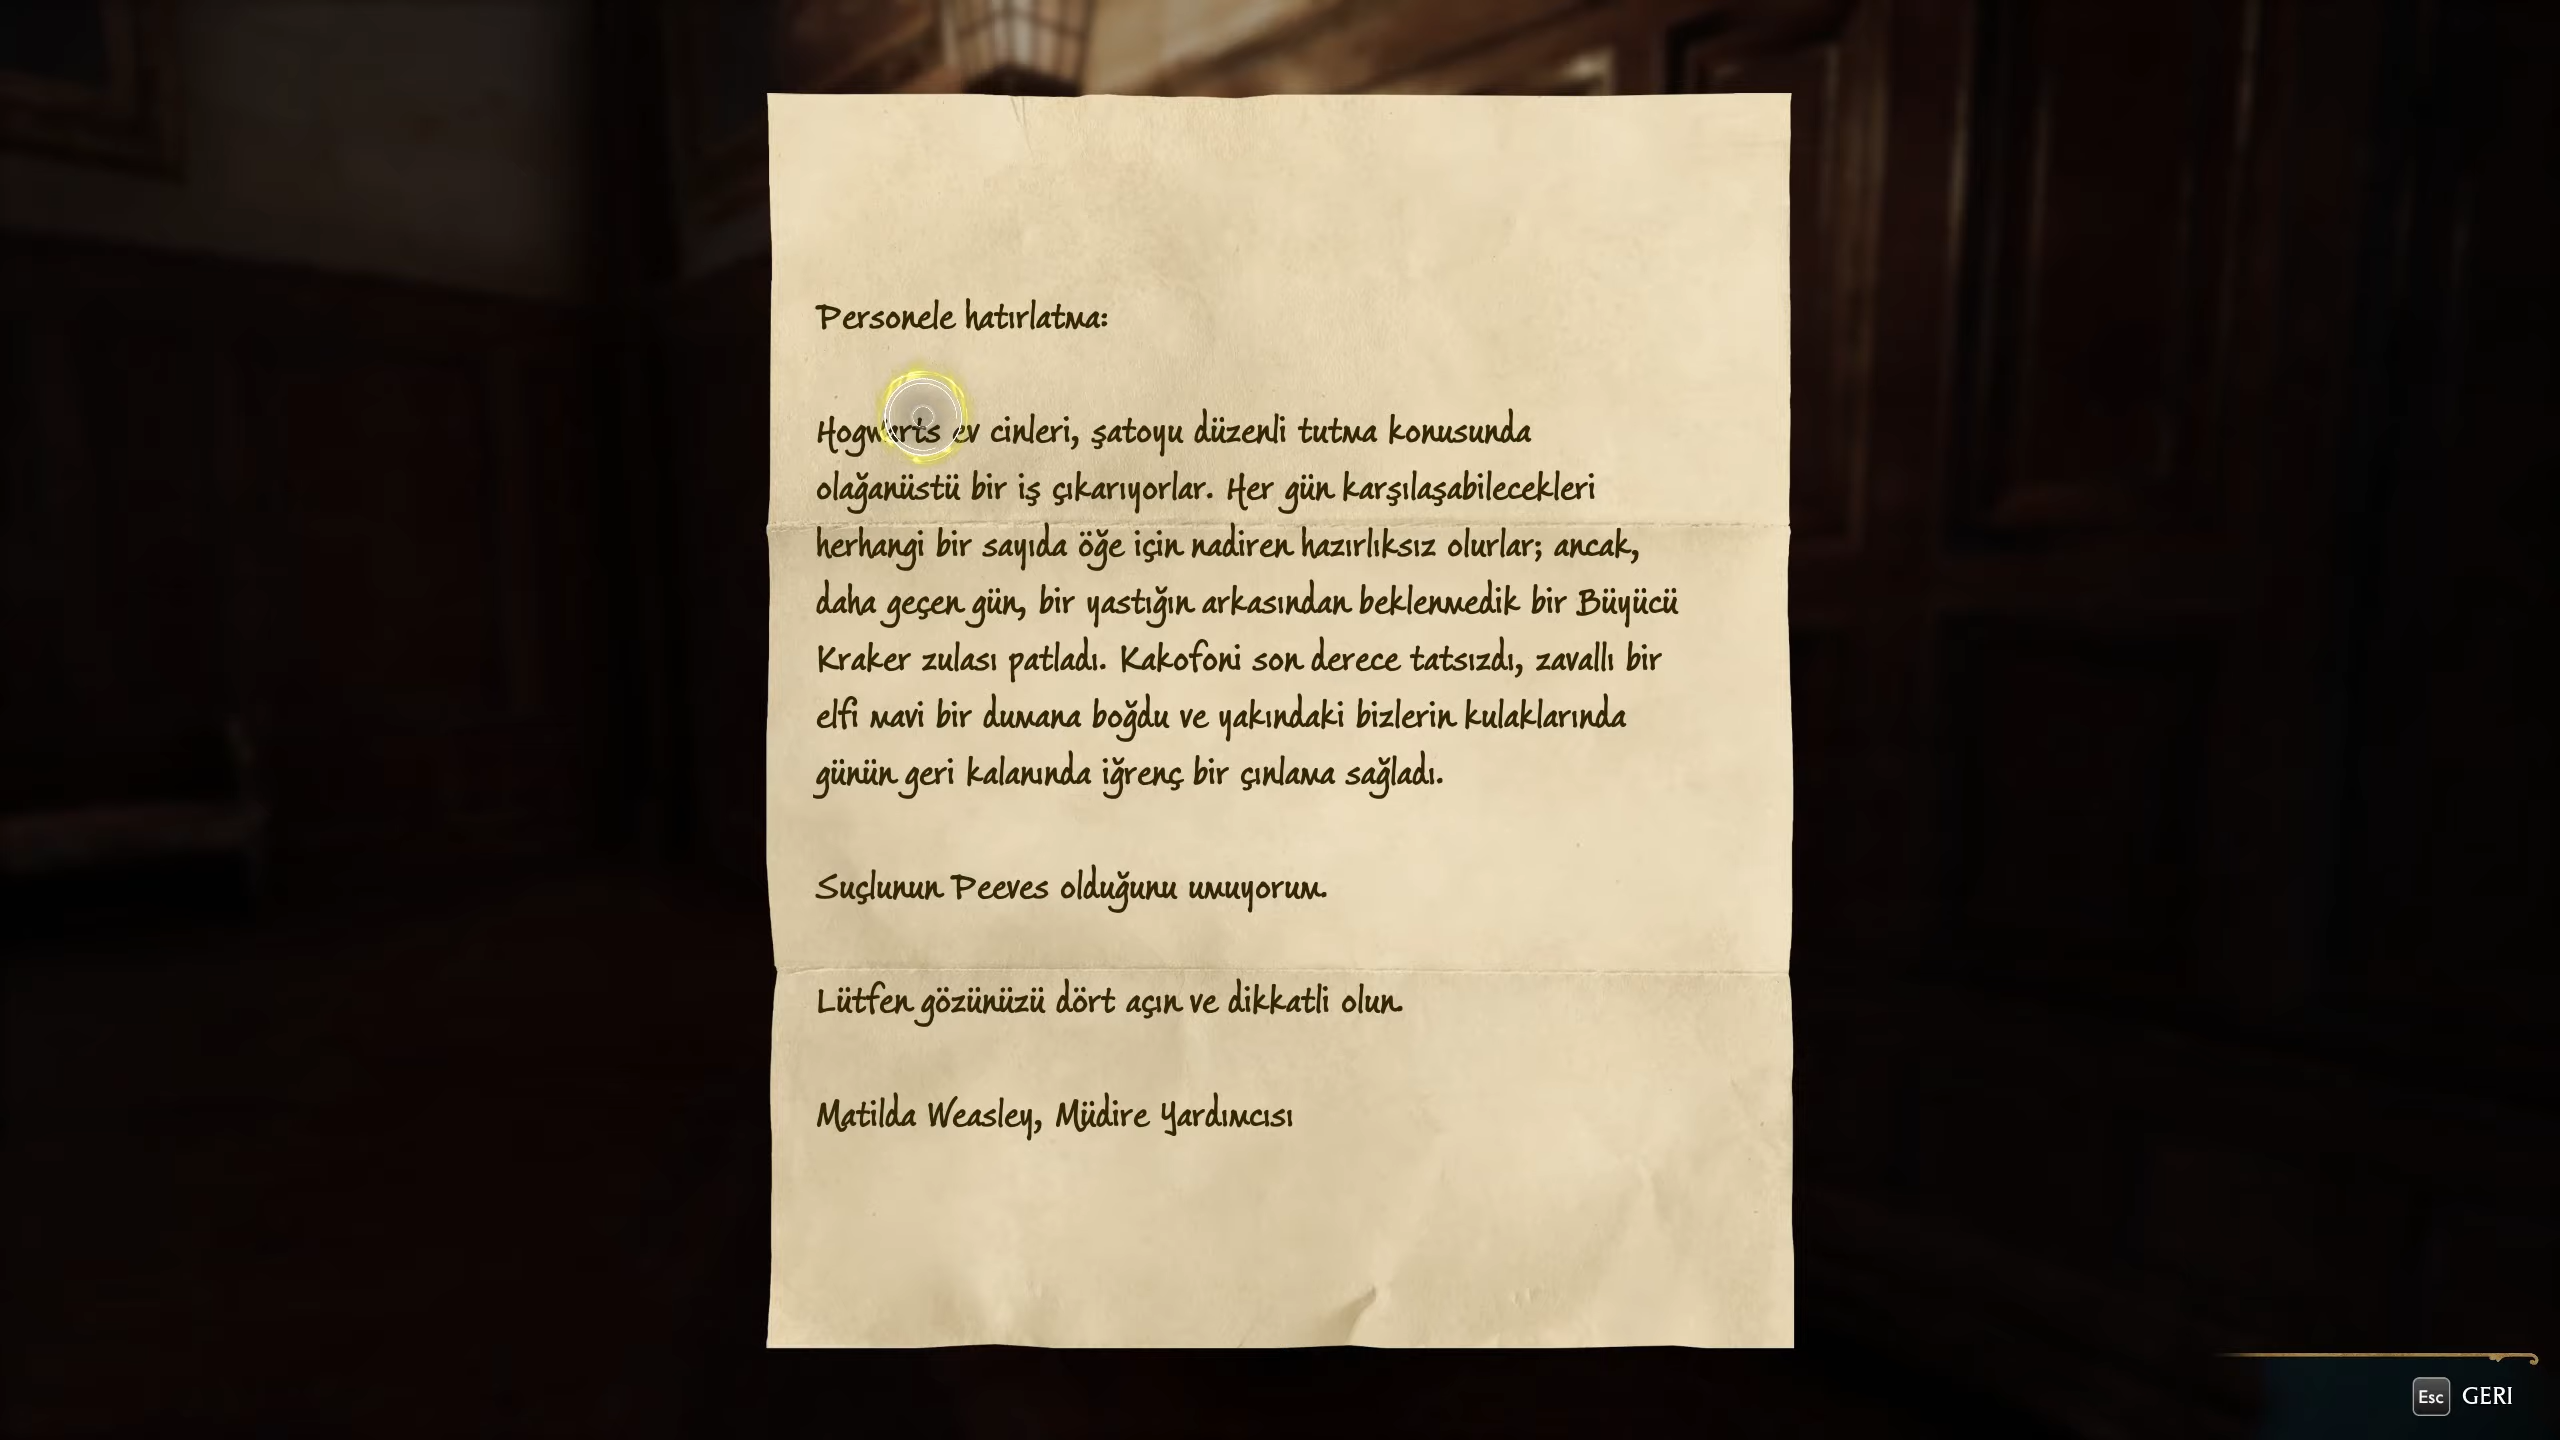 Personele hatırlatma:
Hogwarts ev cinleri, şatoyu düzenli tutma konusunda
olağanüstü bir iş çıkarıyorlar. Her gün karşılaşabilecekleri
herhangi bir sayıda öğe için nadiren hazırlıksız olurlar; ancak,
daha geçen gün, bir yastığın arkasından beklenmedik bir Büyücü
Kraker zulası patladı. Kakofoni son derece tatsızdı, zavallı bir
elfi mavi bir dumana boğdu ve yakındaki bizlerin kulaklarında
günün geri kalanında iğrenç bir çınlama sağladı.
Suçlunun Peeves olduğunu umuyorum.
Lütfen gözünüzü dört açın ve dikkatli olun.
Matilda Weasley, Müdire Yardımcısı
Esc GERI